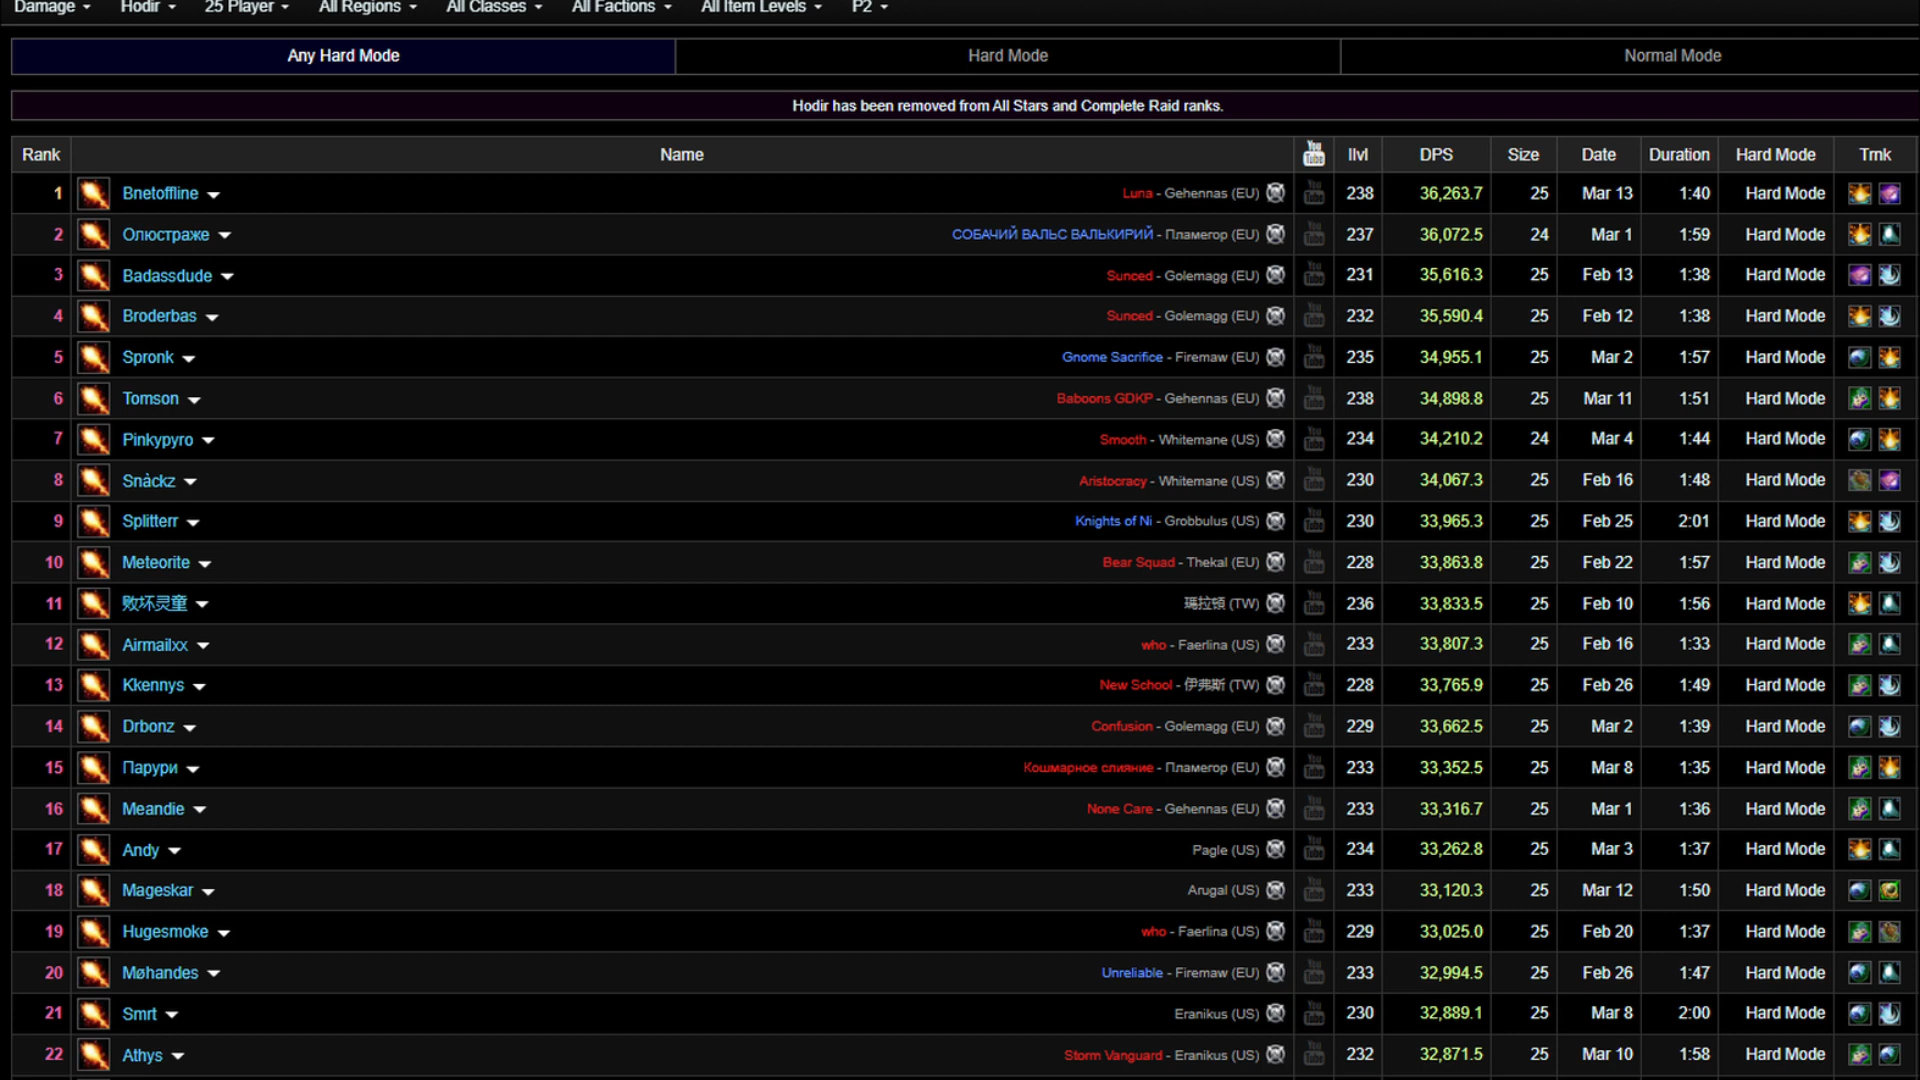 Damage Hodir 25 Player All Regions All Classes All Factions All Item Levels P2
Any Hard Mode Hard Mode Normal Mode
Hodir has been removed from All Stars and Complete Raid ranks.
Rank Name You Tube Ilvl DPS Size Date Duration Hard Mode Trnk
1 Bnetoffline Luna - Gehennas (EU) 238 36,263.7 25 Mar 13 1:40 Hard Mode
2 Олюстраже СОБАЧИЙ ВАЛЬС ВАЛЬКИРИЙ - Пламегор (EU) 237 36,072.5 24 Mar 1 1:59 Hard Mode
3 Badassdude Sunced - Golemagg (EU) 231 35,616.3 25 Feb 13 1:38 Hard Mode
4 Broderbas Sunced - Golemagg (EU) 232 35,590.4 25 Feb 12 1:38 Hard Mode
5 Spronk Gnome Sacrifice - Firemaw (EU) 235 34,955.1 25 Mar 2 1:57 Hard Mode
6 Tomson Baboons GDKP - Gehennas (EU) 238 34,898.8 25 Mar 11 1:51 Hard Mode
7 Pinkypyro Smooth - Whitemane (US) 234 34,210.2 24 Mar 4 1:44 Hard Mode
8 Snàckz Aristocracy - Whitemane (US) 230 34,067.3 25 Feb 16 1:48 Hard Mode
9 Splitterr Knights of Ni - Grobbulus (US) 230 33,965.3 25 Feb 25 2:01 Hard Mode
10 Meteorite Bear Squad - Thekal (EU) 228 33,863.8 25 Feb 22 1:57 Hard Mode
11 败坏灵童 瑪拉頓 (TW) 236 33,833.5 25 Feb 10 1:56 Hard Mode
12 Airmailxx who - Faerlina (US) 233 33,807.3 25 Feb 16 1:33 Hard Mode
13 Kkennys New School - 伊弗斯 (TW) 228 33,765.9 25 Feb 26 1:49 Hard Mode
14 Drbonz Confusion - Golemagg (EU) 229 33,662.5 25 Mar 2 1:39 Hard Mode
15 Парури Кошмарное слияние - Пламегор (EU) 233 33,352.5 25 Mar 8 1:35 Hard Mode
16 Meandie None Care - Gehennas (EU) 233 33,316.7 25 Mar 1 1:36 Hard Mode
17 Andy Pagle (US) 234 33,262.8 25 Mar 3 1:37 Hard Mode
18 Mageskar Arugal (US) 233 33,120.3 25 Mar 12 1:50 Hard Mode
19 Hugesmoke who - Faerlina (US) 229 33,025.0 25 Feb 20 1:37 Hard Mode
20 Møhandes Unreliable - Firemaw (EU) 233 32,994.5 25 Feb 26 1:47 Hard Mode
21 Smrt Eranikus (US) 230 32,889.1 25 Mar 8 2:00 Hard Mode
22 Athys Storm Vanguard - Eranikus (US) 232 32,871.5 25 Mar 10 1:58 Hard Mode